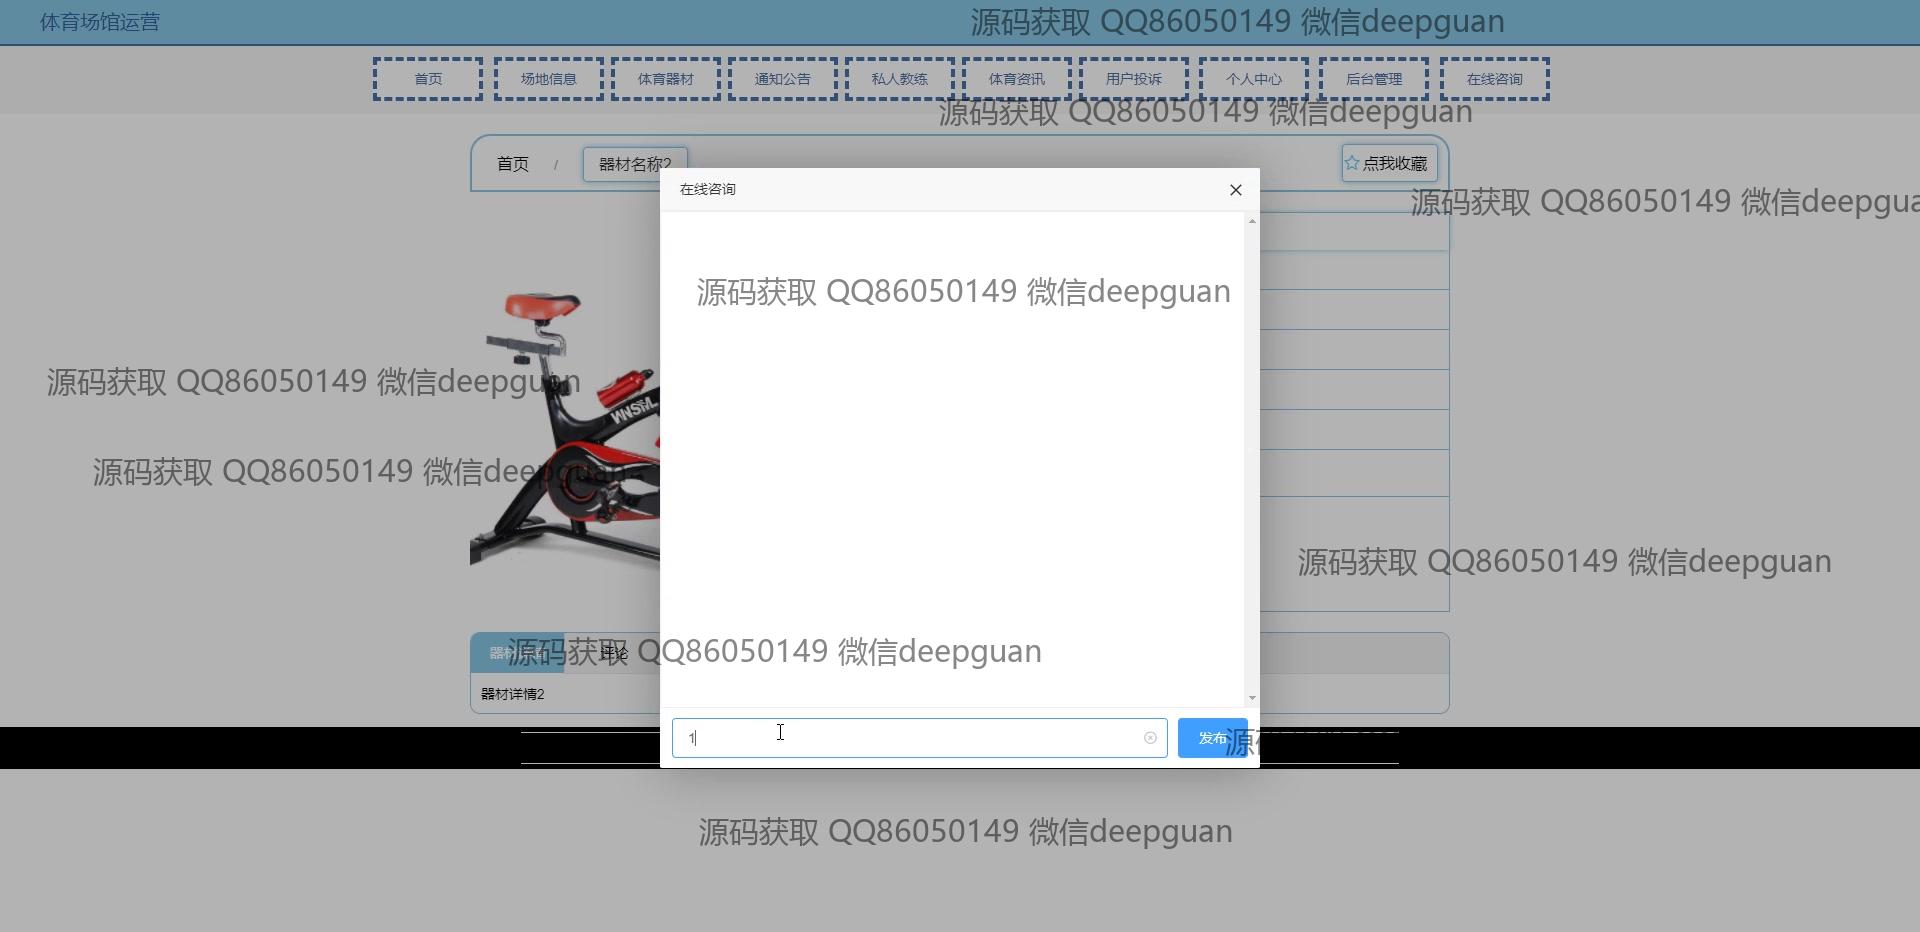 体育场馆运营
源码获取 QQ86050149 微信deepguan
首页 场地信息 体育器材 通知公告 私人教练 体育资讯 用户投诉 个人中心 后台管理 在线咨询
源码获取 QQ86050149 微信deepguan
首页 / 器材名称2
点我收藏
在线咨询
源码获取 QQ86050149 微信deepgua
源码获取 QQ86050149 微信deepguan
源码获取 QQ86050149 微信deepguan
源码获取 QQ86050149 微信deepguan
源码获取 QQ86050149 微信deepguan
源码获取 QQ86050149 微信deepguan
器材 评论
器材详情2
1
发布
源
源码获取 QQ86050149 微信deepguan